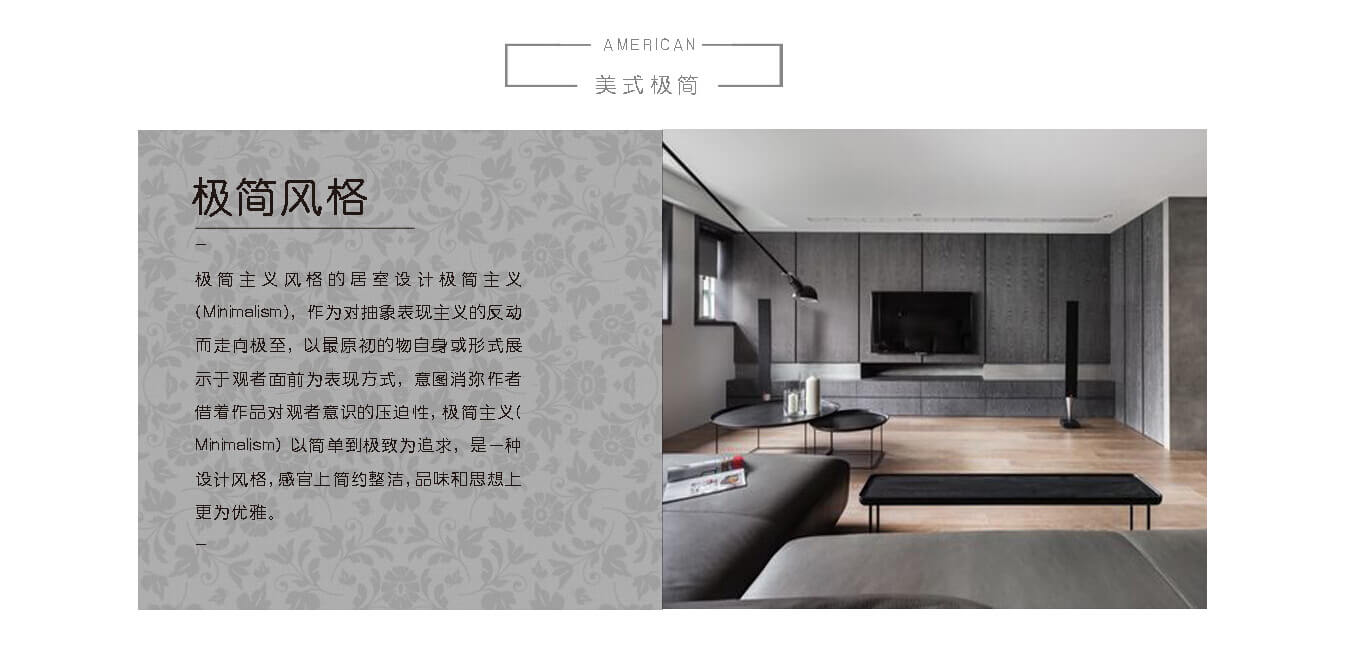 AMERICAN
美式极简
极简风格
极简主义风格的居室设计极简主义
(Minimalism)，作为对抽象表现主义的反动
而走向极至，以最原初的物自身或形式展
示于观者面前为表现方式，意图消弥作者
借着作品对观者意识的压迫性，极简主义(
Minimalism) 以简单到极致为追求，是一种
设计风格，感官上简约整洁，品味和思想上
更为优雅。